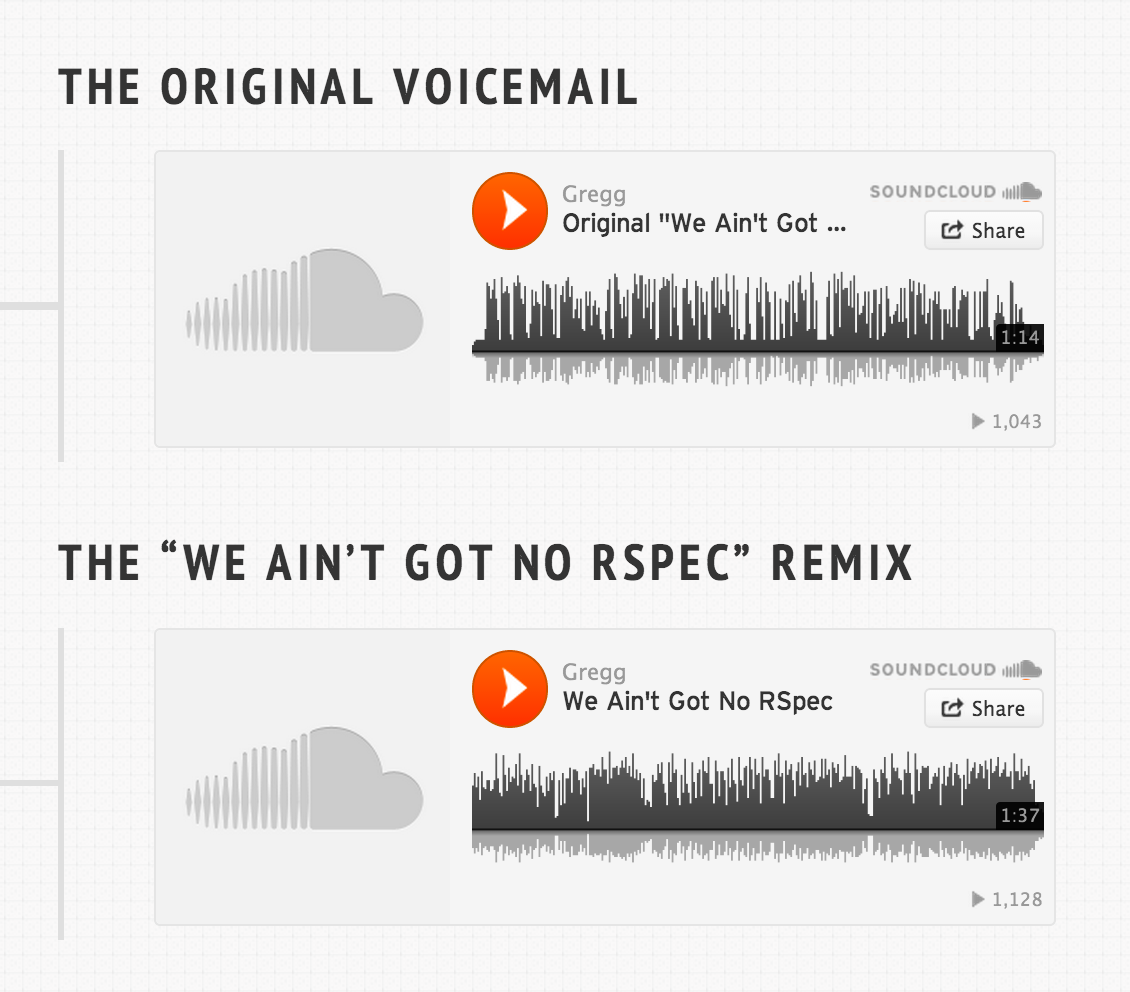 THE ORIGINAL VOICEMAIL
Gregg
SOUNDCLOUD
Original "We Ain't Got ...
Share
1:14
1,043
THE “WE AIN’T GOT NO RSPEC” REMIX
Gregg
SOUNDCLOUD
We Ain't Got No RSpec
Share
1:37
1,128